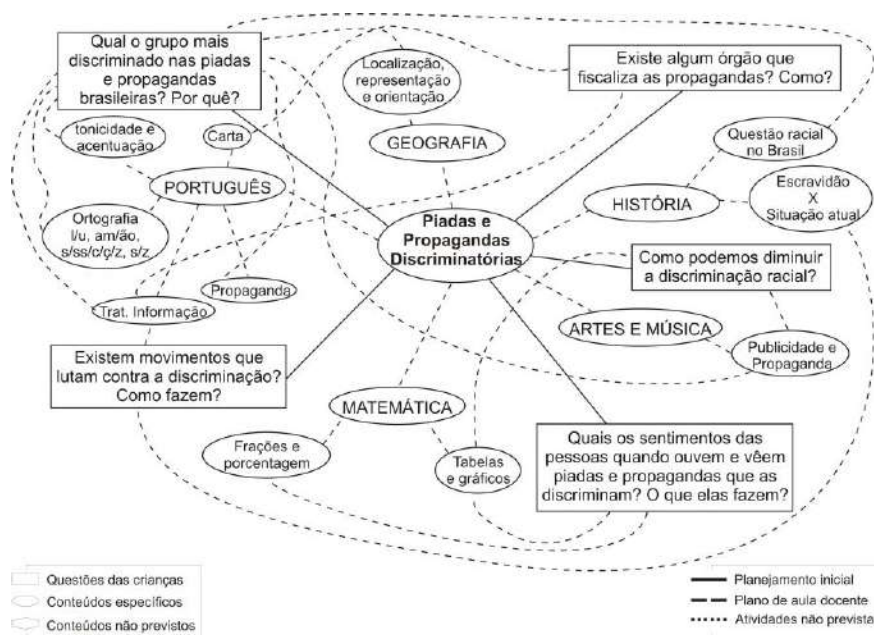 Qual o grupo mais
discriminado nas piadas
e propagandas
brasileiras? Por quê?
Localização,
representação
e orientação
Existe algum órgão que
fiscaliza as propagandas? Como?
tonicidade e
acentuação
Carta
GEOGRAFIA
Questão racial
no Brasil
PORTUGUÊS
Escravidão
X
Situação atual
HISTÓRIA
Ortografia
l/u, am/ão,
s/ss/c/ç/z, s/z
Piadas e
Propagandas
Discriminatórias
Como podemos diminuir
a discriminação racial?
Propaganda
Trat. Informação
ARTES E MÚSICA
Publicidade e
Propaganda
Existem movimentos que
lutam contra a discriminação?
Como fazem?
MATEMÁTICA
Frações e
porcentagem
Tabelas
e gráficos
Quais os sentimentos das
pessoas quando ouvem e vêem
piadas e propagandas que as
discriminam? O que elas fazem?
Questões das crianças
Conteúdos específicos
Conteúdos não previstos
Planejamento inicial
Plano de aula docente
Atividades não prevista